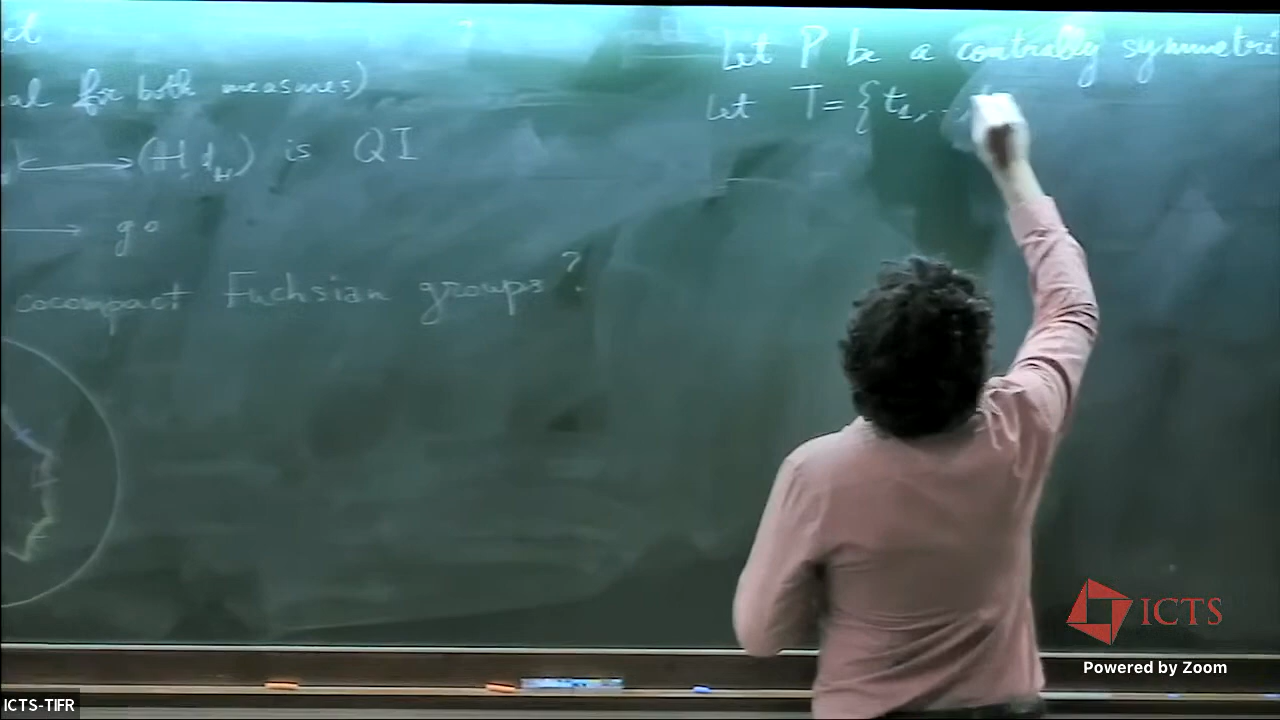 al for both measures)
⟷ (H, d_H) is QI
⟶ g∘
cocompact Fuchsian groups ?
Let P be a centrally symmetri
Let T = {t₁, ...,
ICTS
Powered by Zoom
ICTS-TIFR